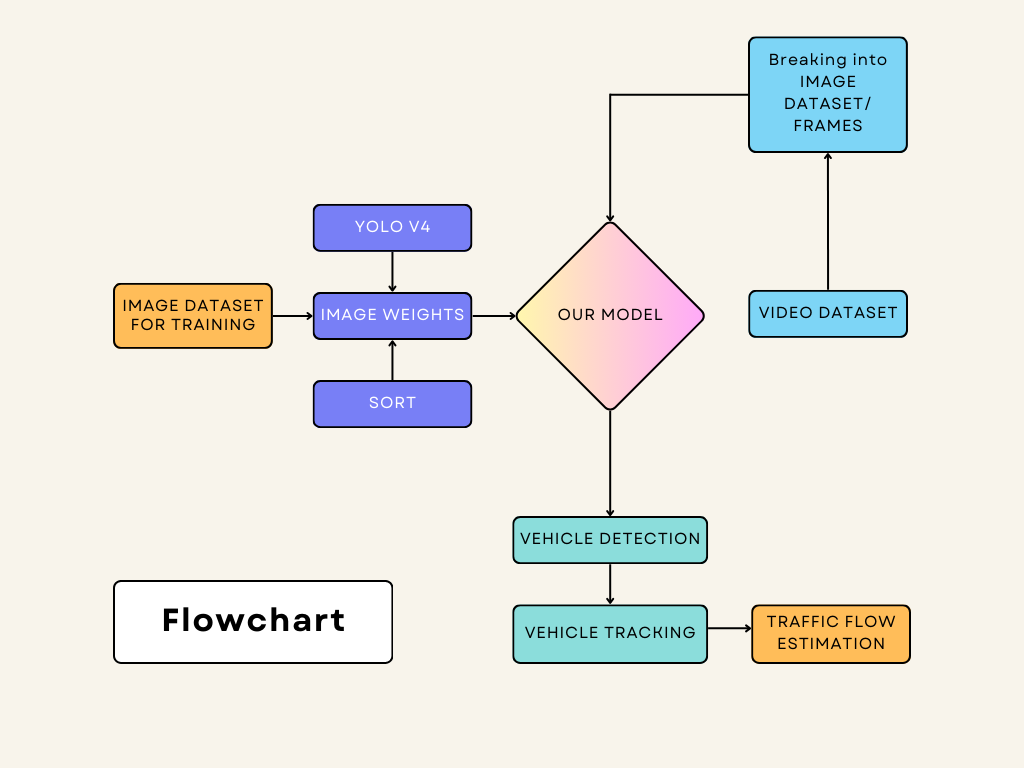 Breaking into
IMAGE
DATASET/
FRAMES
YOLO V4
IMAGE DATASET
FOR TRAINING
IMAGE WEIGHTS
OUR MODEL
VIDEO DATASET
SORT
VEHICLE DETECTION
Flowchart
VEHICLE TRACKING
TRAFFIC FLOW
ESTIMATION